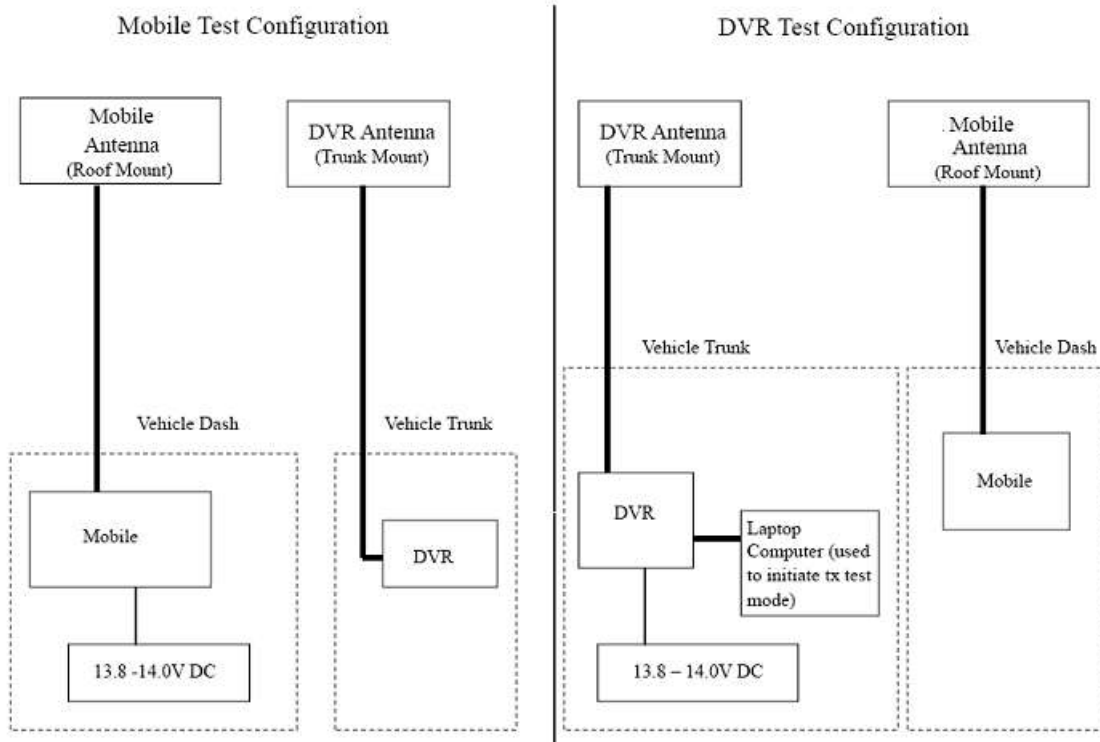 Mobile Test Configuration
Mobile
Antenna
(Roof Mount)
DVR Antenna
(Trunk Mount)
Vehicle Dash
Vehicle Trunk
Mobile
DVR
13.8 -14.0V DC
DVR Test Configuration
DVR Antenna
(Trunk Mount)
. Mobile
Antenna
(Roof Mount)
Vehicle Trunk
Vehicle Dash
DVR
Laptop
Computer (used
to initiate tx test
mode)
Mobile
13.8 – 14.0V DC